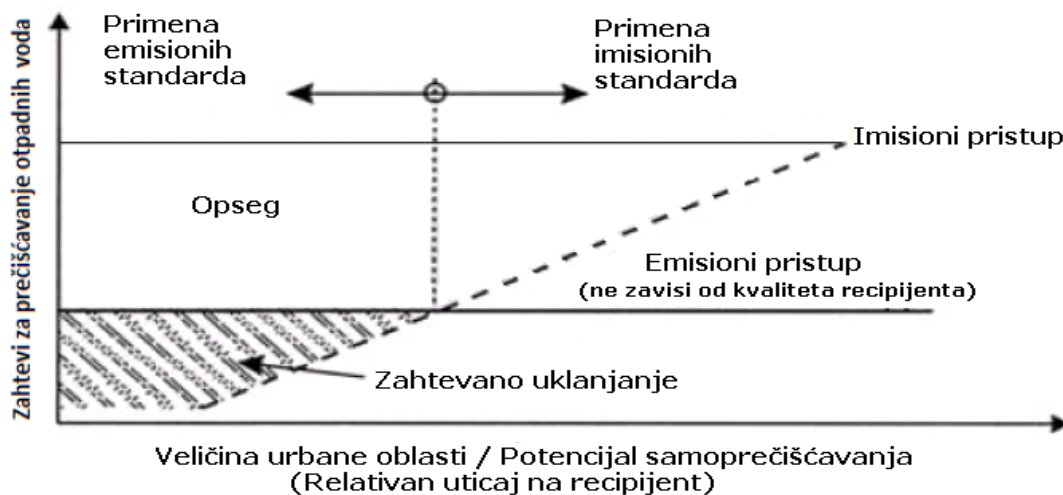 Primena
emisionih
standarda
Primena
imisionih
standarda
Zahtevi za prečišćavanje otpadnih voda
Imisioni pristup
Opseg
Emisioni pristup
(ne zavisi od kvaliteta recipijenta)
Zahtevano uklanjanje
Veličina urbane oblasti / Potencijal samoprečišćavanja
(Relativan uticaj na recipijent)